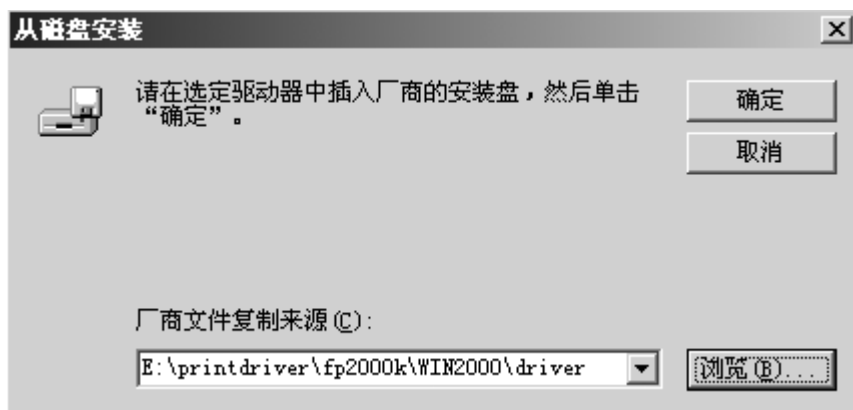 从磁盘安装
请在选定驱动器中插入厂商的安装盘，然后单击
“确定”。
确定
取消
厂商文件复制来源(C):
E:\printdriver\fp2000k\WIN2000\driver
浏览(B)...